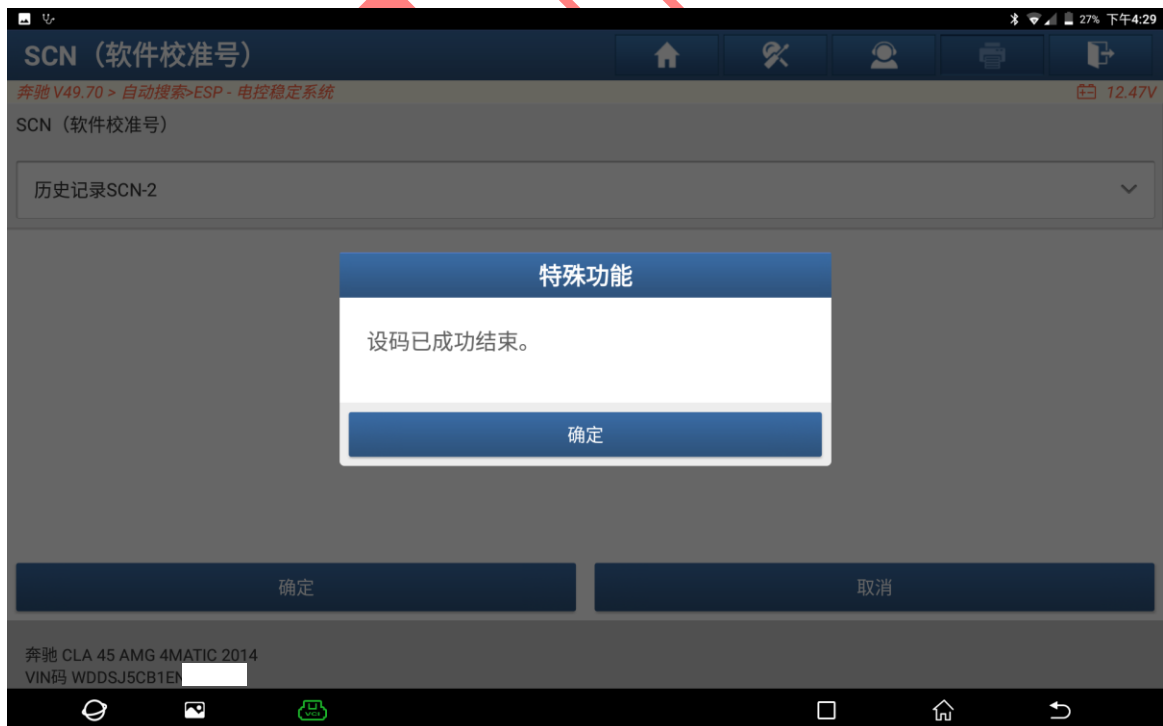 27% 下午4:29
SCN（软件校准号）
奔驰 V49.70 > 自动搜索>ESP - 电控稳定系统
12.47V
SCN（软件校准号）
历史记录SCN-2
特殊功能
设码已成功结束。
确定
确定
取消
奔驰 CLA 45 AMG 4MATIC 2014
VIN码 WDDSJ5CB1EN
VCI